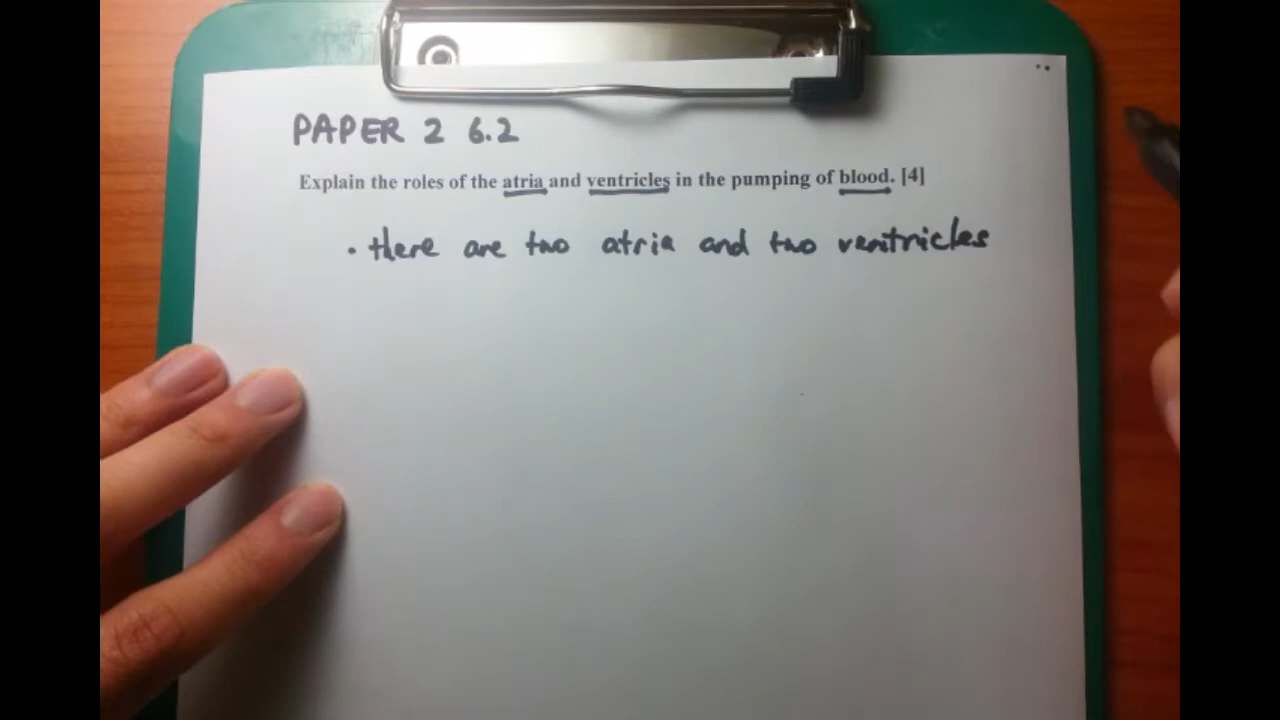 PAPER 2 6.2
Explain the roles of the atria and ventricles in the pumping of blood. [4]
• there are two atria and two ventricles